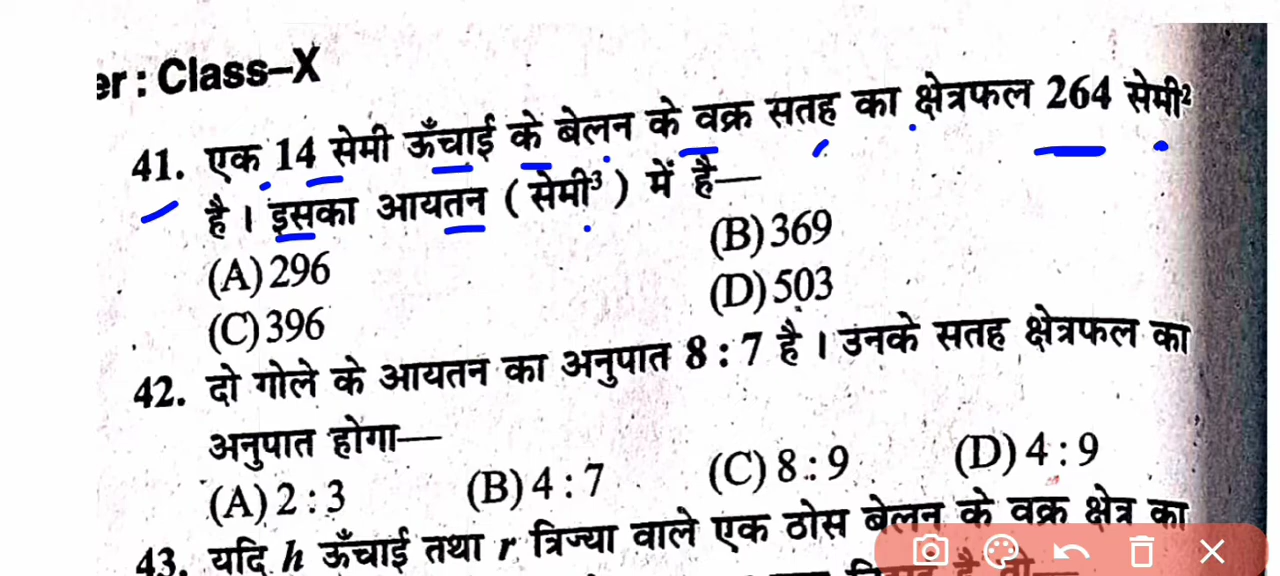 er : Class–X
41. एक 14 सेमी ऊँचाई के बेलन के वक्र सतह का क्षेत्रफल 264 सेमी²
है । इसका आयतन ( सेमी³ ) में है—
(A) 296 (B) 369
(C) 396 (D) 503
42. दो गोले के आयतन का अनुपात 8 : 7 है । उनके सतह क्षेत्रफल का
अनुपात होगा—
(A) 2 : 3 (B) 4 : 7 (C) 8 : 9 (D) 4 : 9
43. यदि h ऊँचाई तथा r त्रिज्या वाले एक ठोस बेलन के वक्र क्षेत्र का